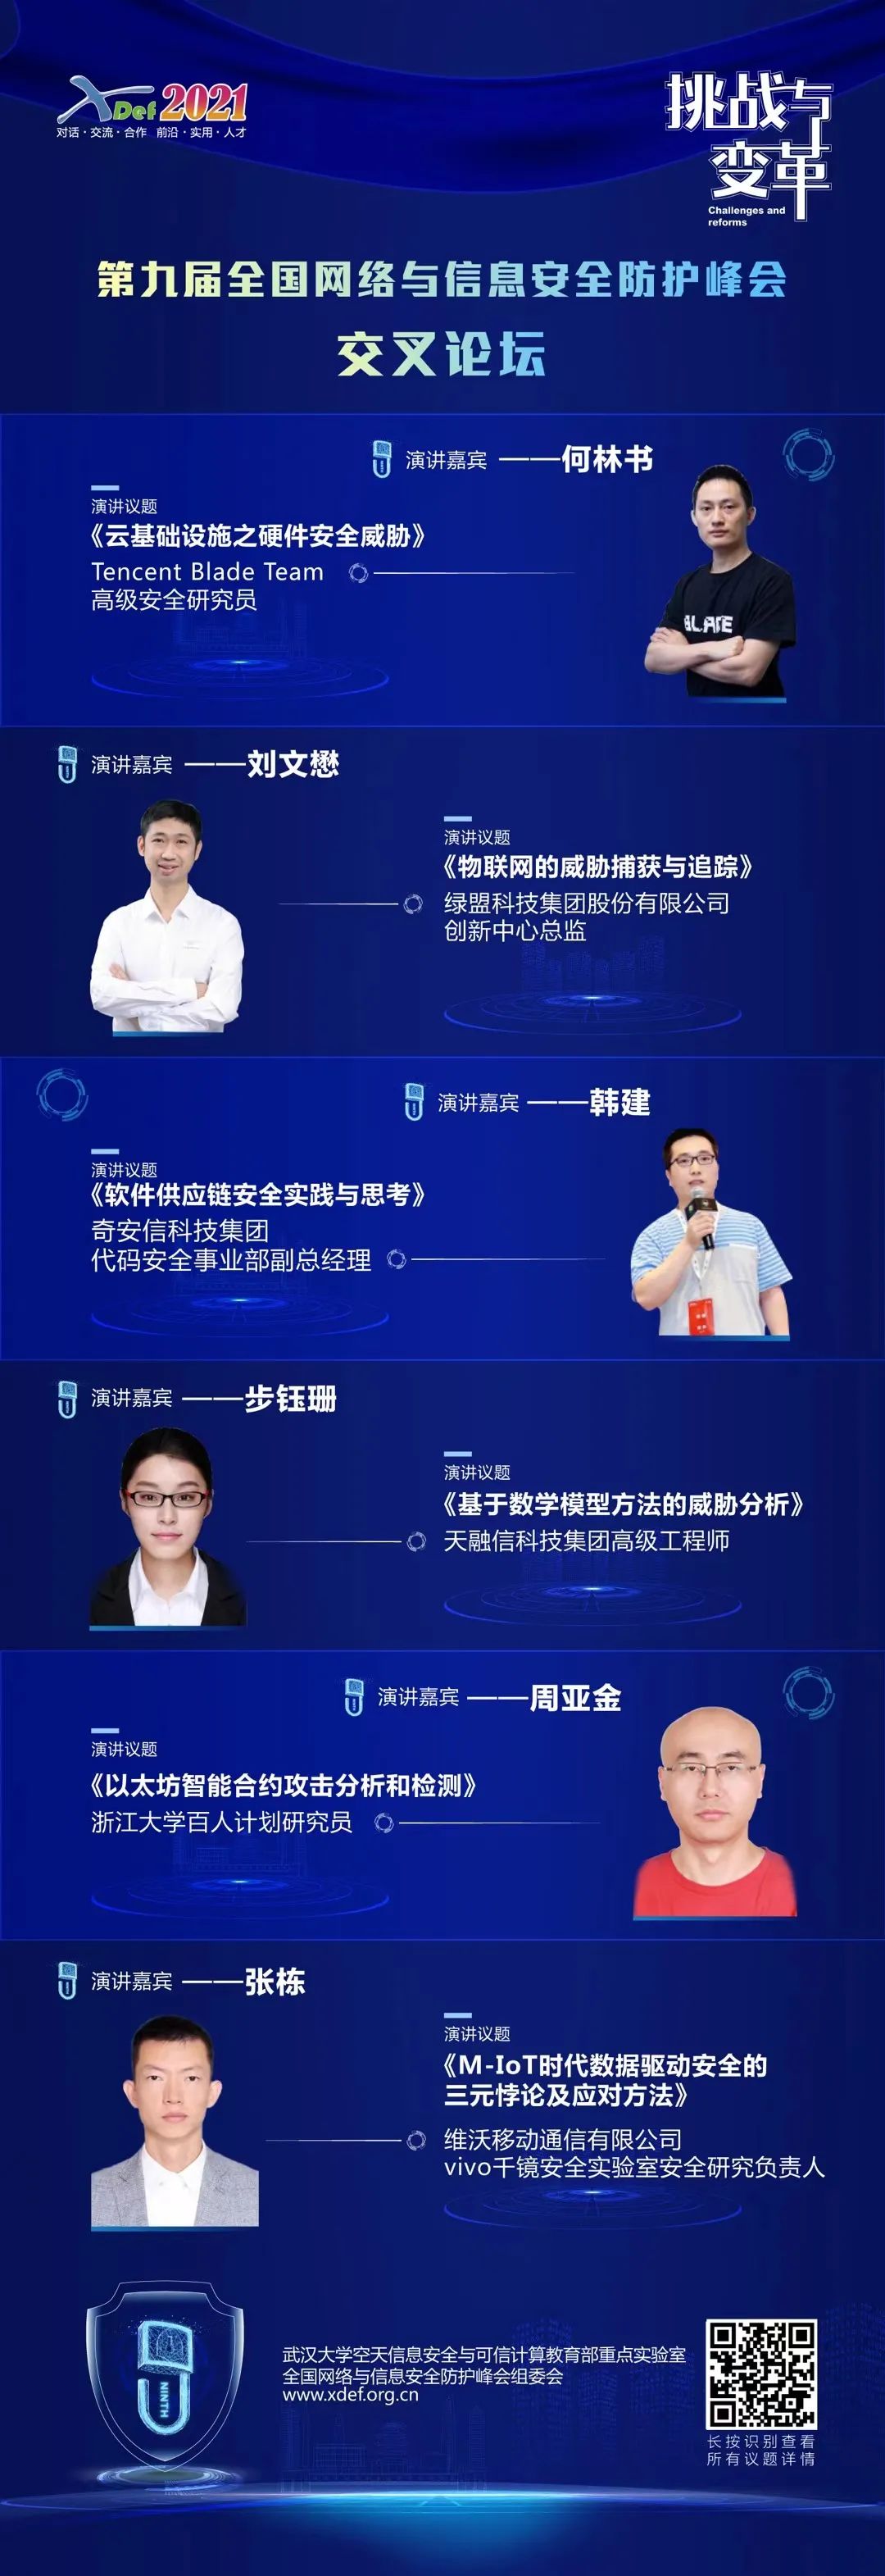 XDef 2021
对话·交流·合作 前沿·实用·人才
挑战与
变革
Challenges and
reforms
第九届全国网络与信息安全防护峰会
交叉论坛
演讲嘉宾 ——何林书
演讲议题
《云基础设施之硬件安全威胁》
Tencent Blade Team
高级安全研究员
BLADE
演讲嘉宾 ——刘文懋
演讲议题
《物联网的威胁捕获与追踪》
绿盟科技集团股份有限公司
创新中心总监
演讲嘉宾 ——韩建
演讲议题
《软件供应链安全实践与思考》
奇安信科技集团
代码安全事业部副总经理
演讲嘉宾 ——步钰珊
演讲议题
《基于数学模型方法的威胁分析》
天融信科技集团高级工程师
演讲嘉宾 ——周亚金
演讲议题
《以太坊智能合约攻击分析和检测》
浙江大学百人计划研究员
演讲嘉宾 ——张栋
演讲议题
《M-IoT时代数据驱动安全的
三元悖论及应对方法》
维沃移动通信有限公司
vivo千镜安全实验室安全研究负责人
NINTH
武汉大学空天信息安全与可信计算教育部重点实验室
全国网络与信息安全防护峰会组委会
www.xdef.org.cn
长按识别查看
所有议题详情